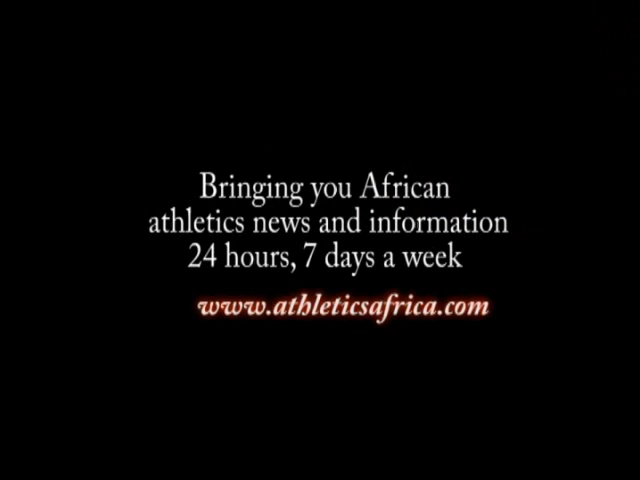 Bringing you African
athletics news and information
24 hours, 7 days a week
www.athleticsafrica.com